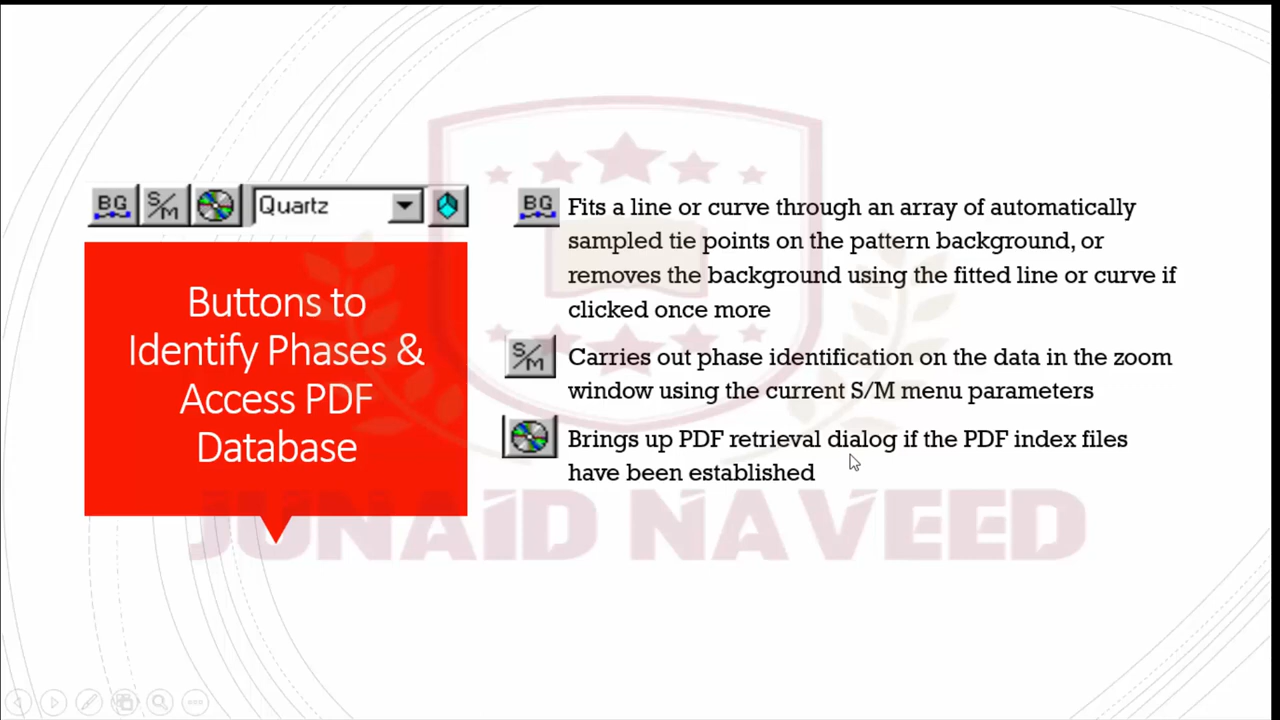 BG S/M Quartz
Buttons to
Identify Phases &
Access PDF
Database
BG Fits a line or curve through an array of automatically
sampled tie points on the pattern background, or
removes the background using the fitted line or curve if
clicked once more
S/M Carries out phase identification on the data in the zoom
window using the current S/M menu parameters
Brings up PDF retrieval dialog if the PDF index files
have been established
JUNAID NAVEED